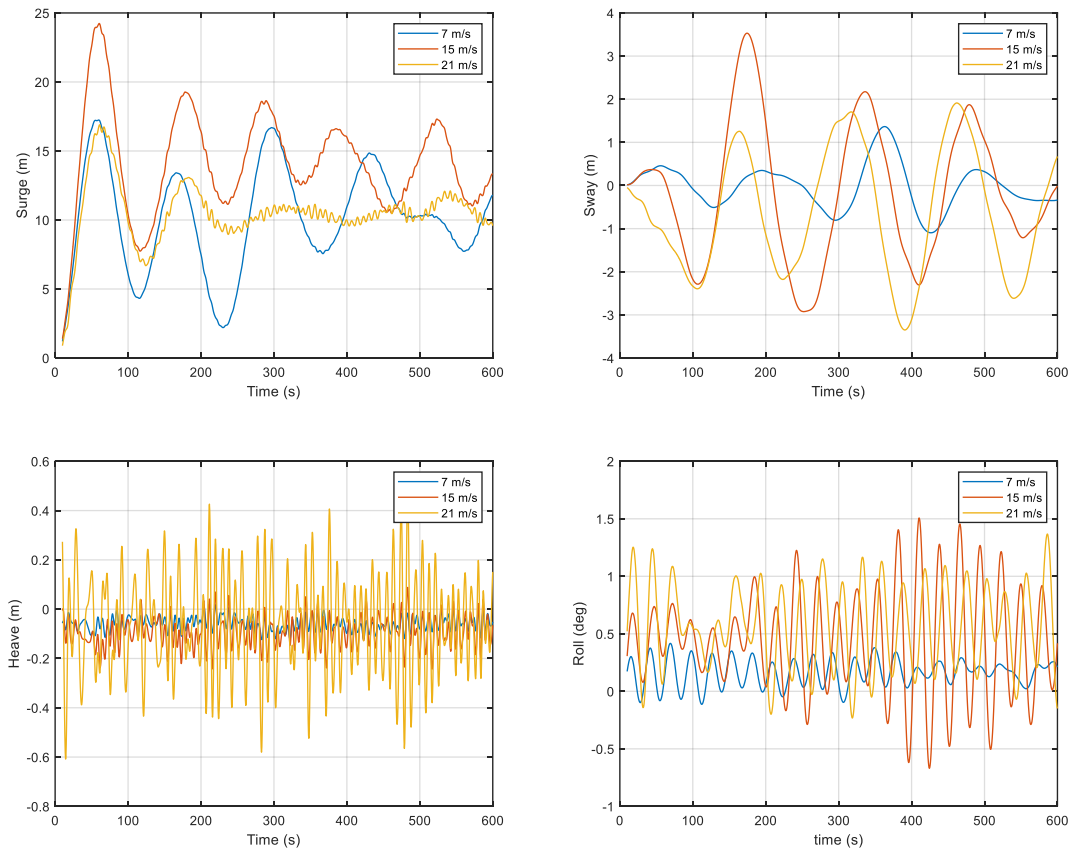 25
20
15
10
5
0
Surge (m)
7 m/s
15 m/s
21 m/s
0 100 200 300 400 500 600
Time (s)
4
3
2
1
0
-1
-2
-3
-4
Sway (m)
7 m/s
15 m/s
21 m/s
0 100 200 300 400 500 600
Time (s)
0.6
0.4
0.2
0
-0.2
-0.4
-0.6
-0.8
Heave (m)
7 m/s
15 m/s
21 m/s
0 100 200 300 400 500 600
Time (s)
2
1.5
1
0.5
0
-0.5
-1
Roll (deg)
7 m/s
15 m/s
21 m/s
0 100 200 300 400 500 600
time (s)